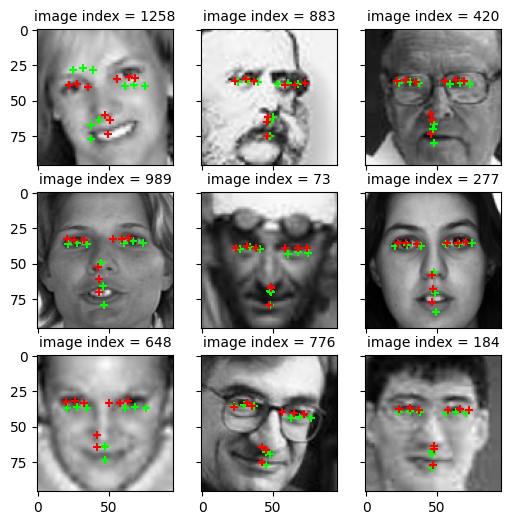 image index = 1258
image index = 883
image index = 420
0
25
50
75
image index = 989
image index = 73
image index = 277
0
25
50
75
image index = 648
image index = 776
image index = 184
0
25
50
75
0 50
0 50
0 50